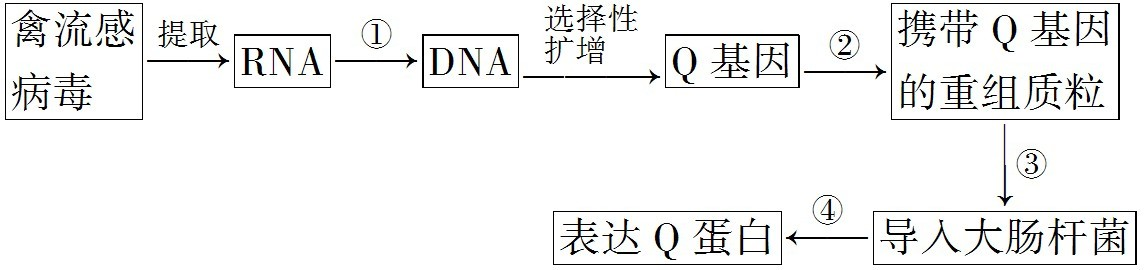 禽流感
病毒
提取
RNA
①
DNA
选择性
扩增
Q 基因
②
携带 Q 基因
的重组质粒
③
导入大肠杆菌
④
表达 Q 蛋白